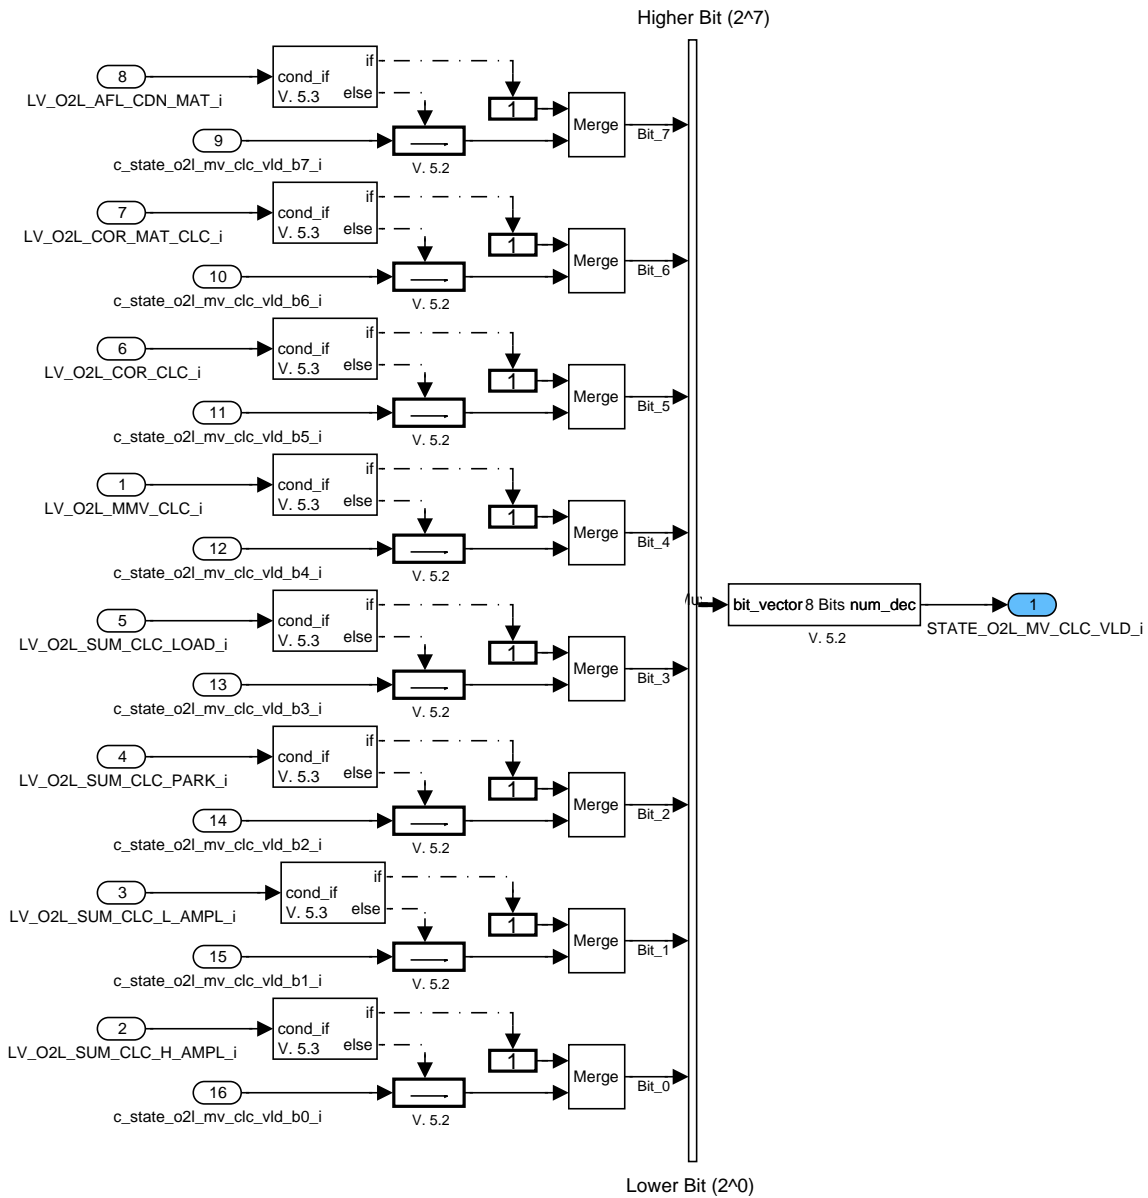 Higher Bit (2^7)
8
LV_O2L_AFL_CDN_MAT_i
cond_if
V. 5.3
if
else
1
9
c_state_o2l_mv_clc_vld_b7_i
V. 5.2
Merge
Bit_7
7
LV_O2L_COR_MAT_CLC_i
cond_if
V. 5.3
if
else
1
10
c_state_o2l_mv_clc_vld_b6_i
V. 5.2
Merge
Bit_6
6
LV_O2L_COR_CLC_i
cond_if
V. 5.3
if
else
1
11
c_state_o2l_mv_clc_vld_b5_i
V. 5.2
Merge
Bit_5
1
LV_O2L_MMV_CLC_i
cond_if
V. 5.3
if
else
1
12
c_state_o2l_mv_clc_vld_b4_i
V. 5.2
Merge
Bit_4
5
LV_O2L_SUM_CLC_LOAD_i
cond_if
V. 5.3
if
else
1
13
c_state_o2l_mv_clc_vld_b3_i
V. 5.2
Merge
Bit_3
bit_vector 8 Bits num_dec
V. 5.2
1
STATE_O2L_MV_CLC_VLD_i
4
LV_O2L_SUM_CLC_PARK_i
cond_if
V. 5.3
if
else
1
14
c_state_o2l_mv_clc_vld_b2_i
V. 5.2
Merge
Bit_2
3
LV_O2L_SUM_CLC_L_AMPL_i
cond_if
V. 5.3
if
else
1
15
c_state_o2l_mv_clc_vld_b1_i
V. 5.2
Merge
Bit_1
2
LV_O2L_SUM_CLC_H_AMPL_i
cond_if
V. 5.3
if
else
1
16
c_state_o2l_mv_clc_vld_b0_i
V. 5.2
Merge
Bit_0
Lower Bit (2^0)